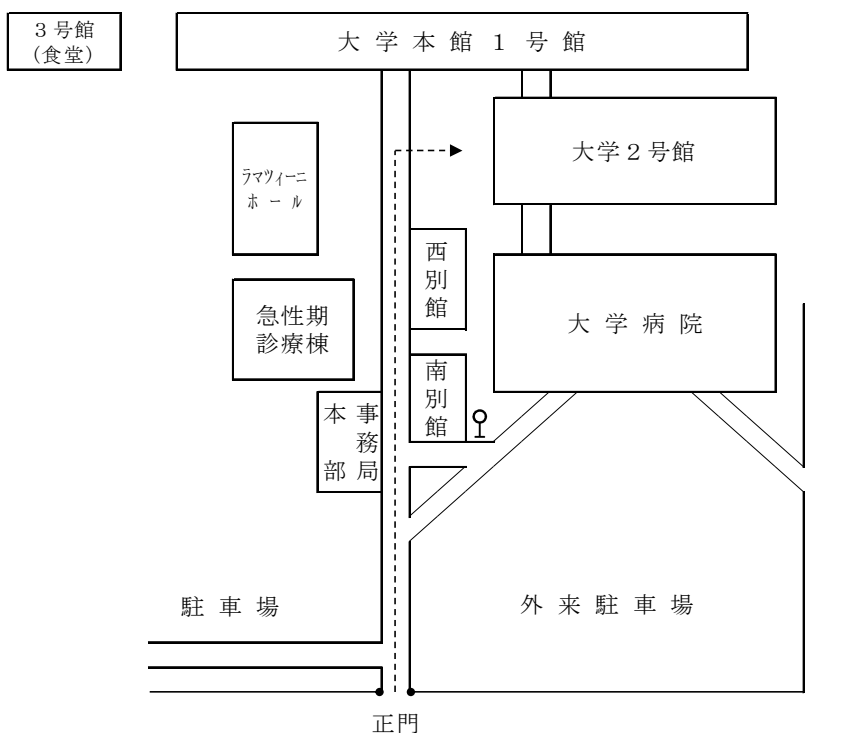 3号館
(食堂)
大学本館1号館
大学2号館
ラマツィーニ
ホール
西別館
急性期
診療棟
大学病院
南別館
本部
事務局
駐車場
外来駐車場
正門